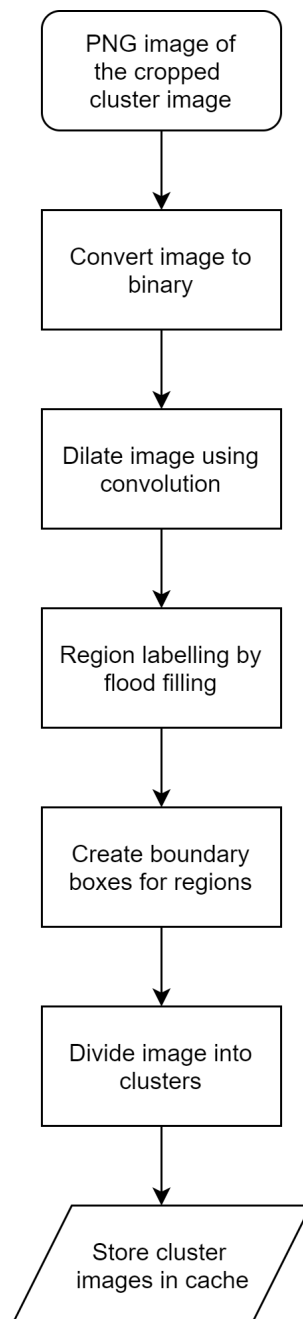 PNG image of
the cropped
cluster image
Convert image to
binary
Dilate image using
convolution
Region labelling by
flood filling
Create boundary
boxes for regions
Divide image into
clusters
Store cluster
images in cache